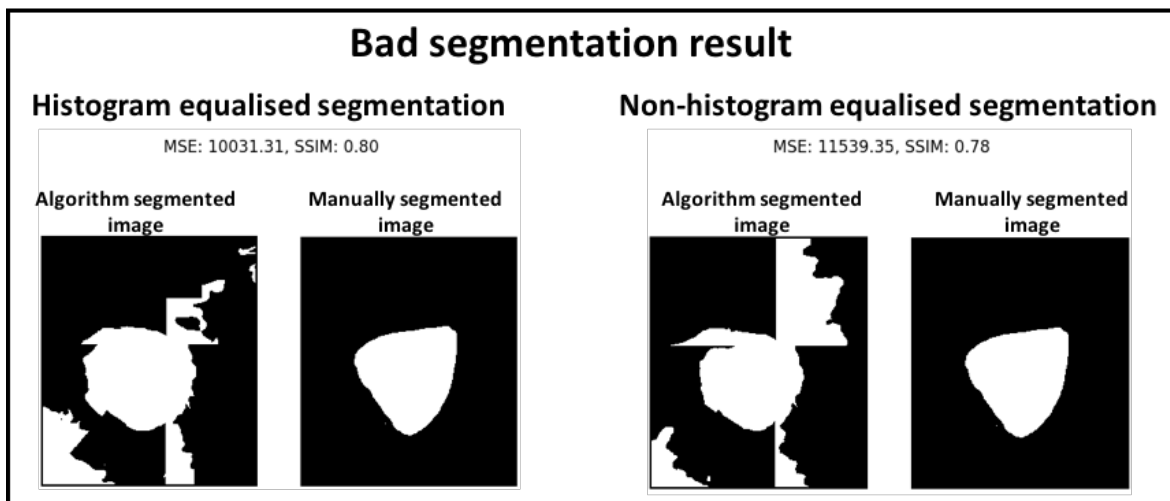 Bad segmentation result
Histogram equalised segmentation
MSE: 10031.31, SSIM: 0.80
Algorithm segmented
image
Manually segmented
image
Non-histogram equalised segmentation
MSE: 11539.35, SSIM: 0.78
Algorithm segmented
image
Manually segmented
image